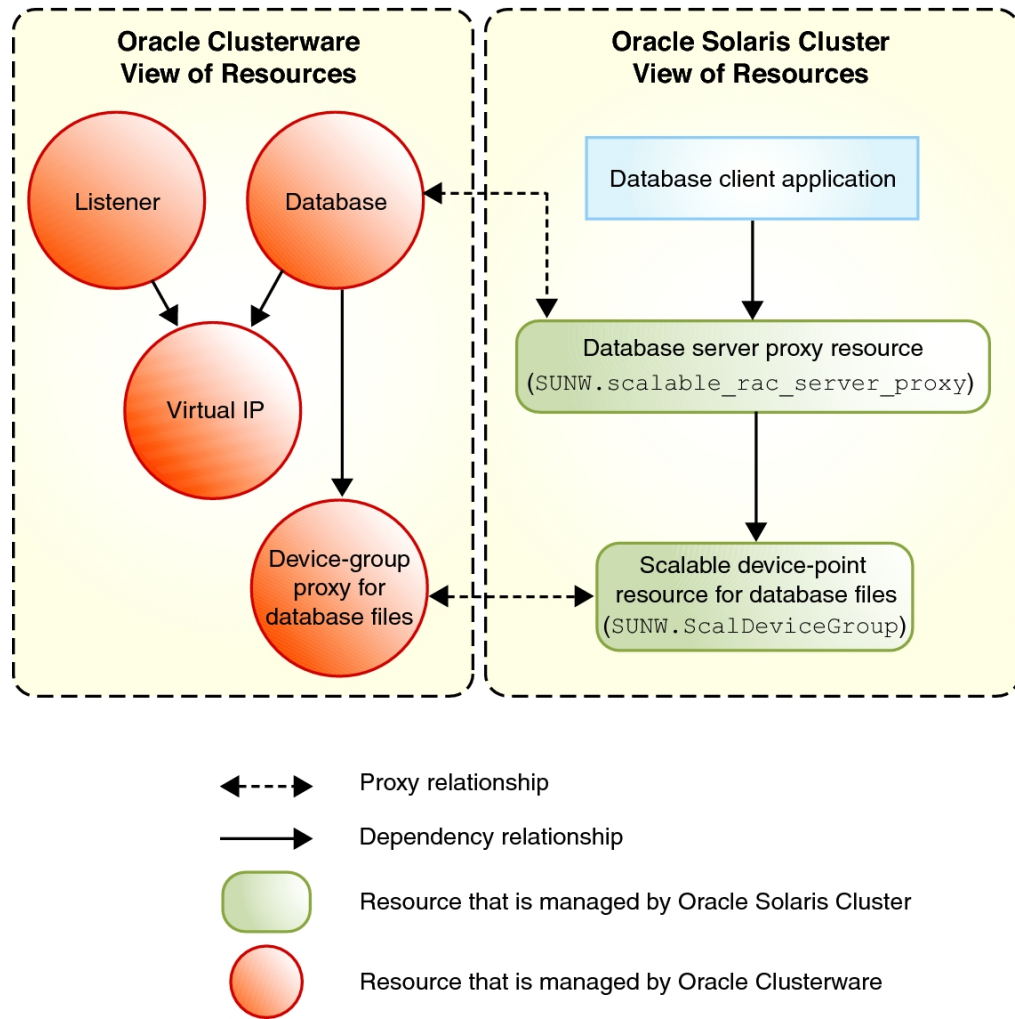 Oracle Clusterware
View of Resources
Listener
Database
Virtual IP
Device-group
proxy for
database files
Oracle Solaris Cluster
View of Resources
Database client application
Database server proxy resource
(SUNW.scalable_rac_server_proxy)
Scalable device-point
resource for database files
(SUNW.ScalDeviceGroup)
Proxy relationship
Dependency relationship
Resource that is managed by Oracle Solaris Cluster
Resource that is managed by Oracle Clusterware